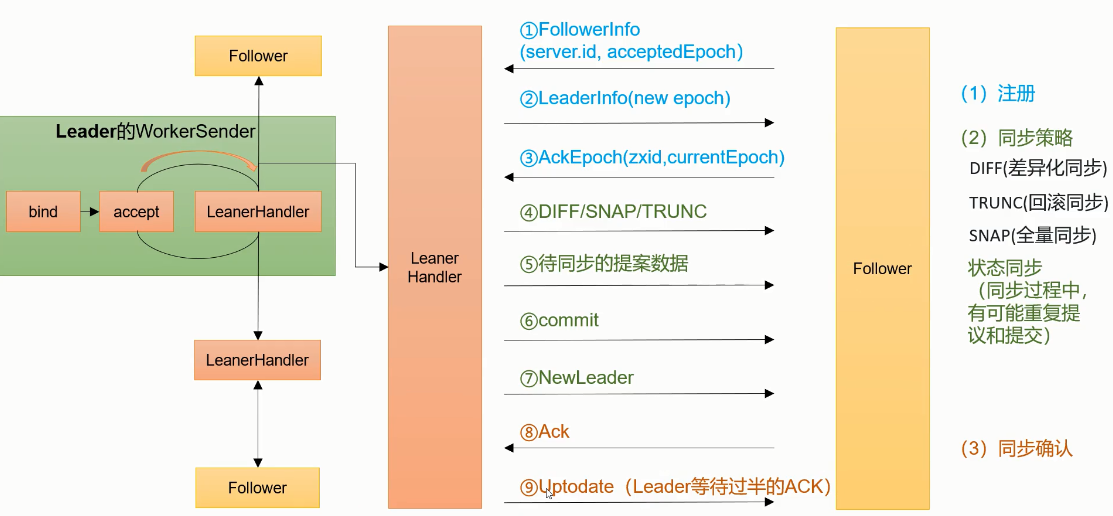 Follower
Leader的WorkerSender
bind
accept
LeanerHandler
LeanerHandler
Follower
Leaner
Handler
①FollowerInfo
(server.id, acceptedEpoch)
②LeaderInfo(new epoch)
③AckEpoch(zxid,currentEpoch)
④DIFF/SNAP/TRUNC
⑤待同步的提案数据
⑥commit
⑦NewLeader
⑧Ack
⑨Uptodate（Leader等待过半的ACK）
Follower
（1）注册
（2）同步策略
DIFF(差异化同步)
TRUNC(回滚同步)
SNAP(全量同步)
状态同步
（同步过程中，
有可能重复提
议和提交）
（3）同步确认